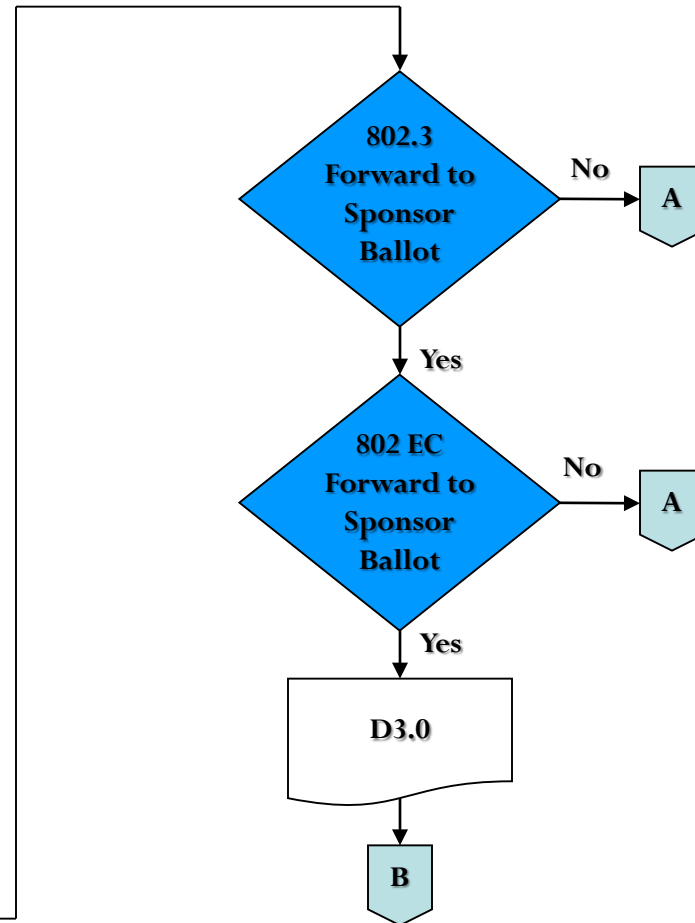 802.3
Forward to
Sponsor
Ballot
No
A
Yes
802 EC
Forward to
Sponsor
Ballot
No
A
Yes
D3.0
B